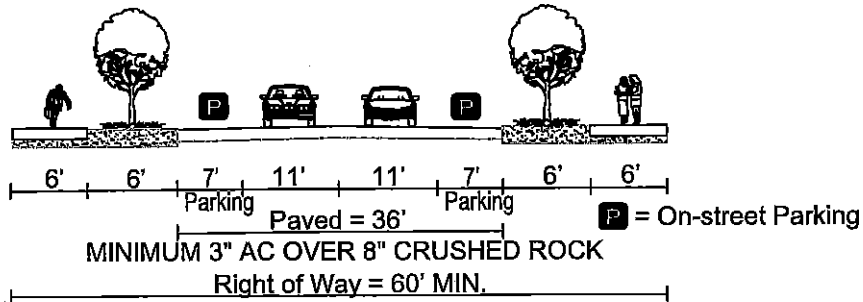 P P
6' 6' 7' 11' 11' 7' 6' 6'
Parking Parking
Paved = 36'
P = On-street Parking
MINIMUM 3" AC OVER 8" CRUSHED ROCK
Right of Way = 60' MIN.